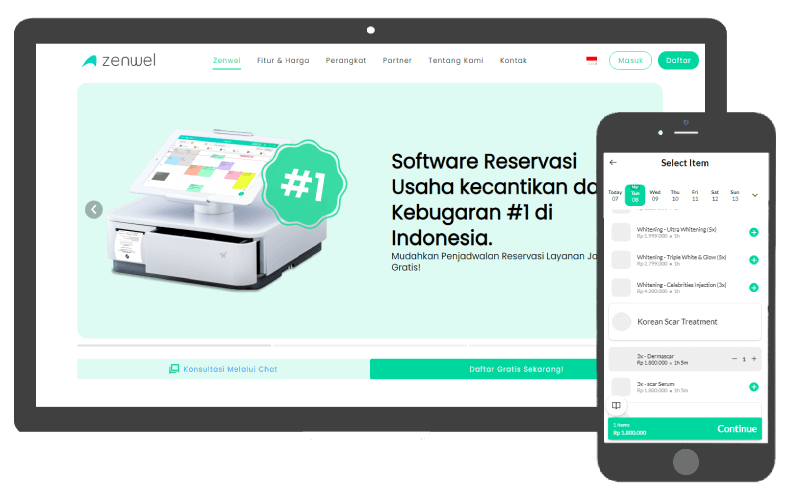 zenwel
Zenwel
Fitur & Harga
Perangkat
Partner
Tentang Kami
Kontak
Masuk
Daftar
#1
Software Reservasi
Usaha kecantikan da
Kebugaran #1 di
Indonesia.
Mudahkan Penjadwalan Reservasi Layanan Ja
Gratis!
Konsultasi Melalui Chat
Daftar Gratis Sekarang!
Select Item
Today Tue Wed Thu Fri Sat Sun
07 08 09 10 11 12 13
Whitening - Ultra Whitening (5x)
Rp 1.999.000 • 1h
Whitening - Triple White & Glow (5x)
Rp 2.799.000 • 1h
Whitening - Celebrities Injection (3x)
Rp 4.200.000 • 1h
Korean Scar Treatment
3x - Dermascar
Rp 1.800.000 • 1h 5m
− 1 +
3x - scar Serum
Rp 1.800.000 • 1h 5m
1 items
Rp 1.800.000
Continue